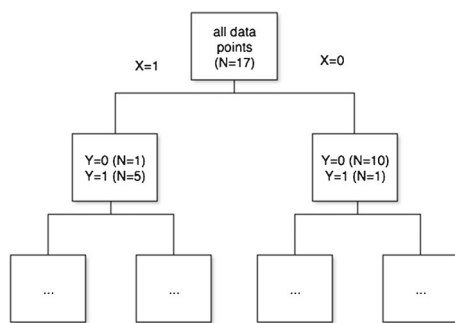 all data
points
(N=17)
X=1
X=0
Y=0 (N=1)
Y=1 (N=5)
Y=0 (N=10)
Y=1 (N=1)
...
...
...
...